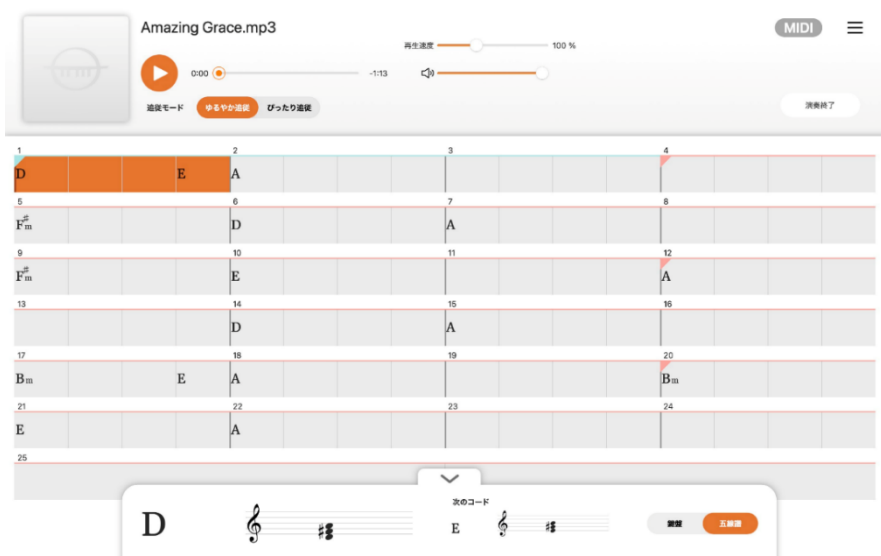 Amazing Grace.mp3
MIDI
再生速度 100 %
0:00 -1:13
追従モード ゆるやか追従 ぴったり追従
演奏終了
1 2 3 4
D E A
5 6 7 8
F♯m D A
9 10 11 12
F♯m E A
13 14 15 16
D A
17 18 19 20
Bm E A Bm
21 22 23 24
E A
25
次のコード
D E
鍵盤 五線譜